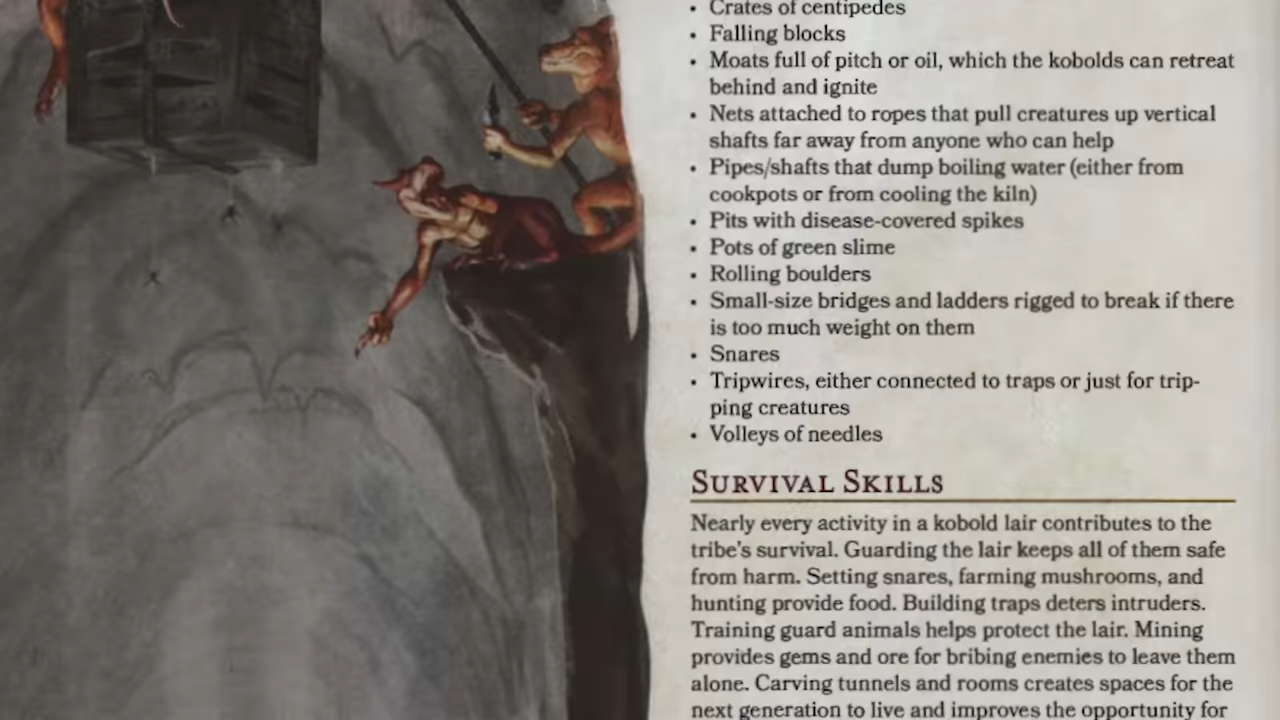 • Crates of centipedes
• Falling blocks
• Moats full of pitch or oil, which the kobolds can retreat
behind and ignite
• Nets attached to ropes that pull creatures up vertical
shafts far away from anyone who can help
• Pipes/shafts that dump boiling water (either from
cookpots or from cooling the kiln)
• Pits with disease-covered spikes
• Pots of green slime
• Rolling boulders
• Small-size bridges and ladders rigged to break if there
is too much weight on them
• Snares
• Tripwires, either connected to traps or just for trip-
ping creatures
• Volleys of needles
SURVIVAL SKILLS
Nearly every activity in a kobold lair contributes to the
tribe's survival. Guarding the lair keeps all of them safe
from harm. Setting snares, farming mushrooms, and
hunting provide food. Building traps deters intruders.
Training guard animals helps protect the lair. Mining
provides gems and ore for bribing enemies to leave them
alone. Carving tunnels and rooms creates spaces for the
next generation to live and improves the opportunity for